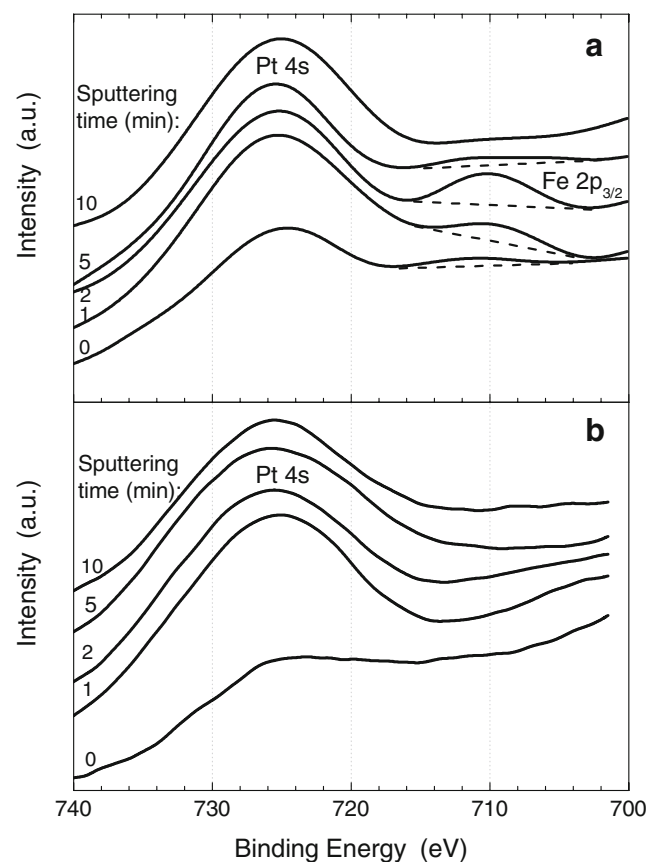 a
Pt 4s
Sputtering
time (min):
Fe 2p3/2
10
5
2
1
0
Intensity (a.u.)
b
Sputtering
time (min):
Pt 4s
10
5
2
1
0
Intensity (a.u.)
740 730 720 710 700
Binding Energy (eV)